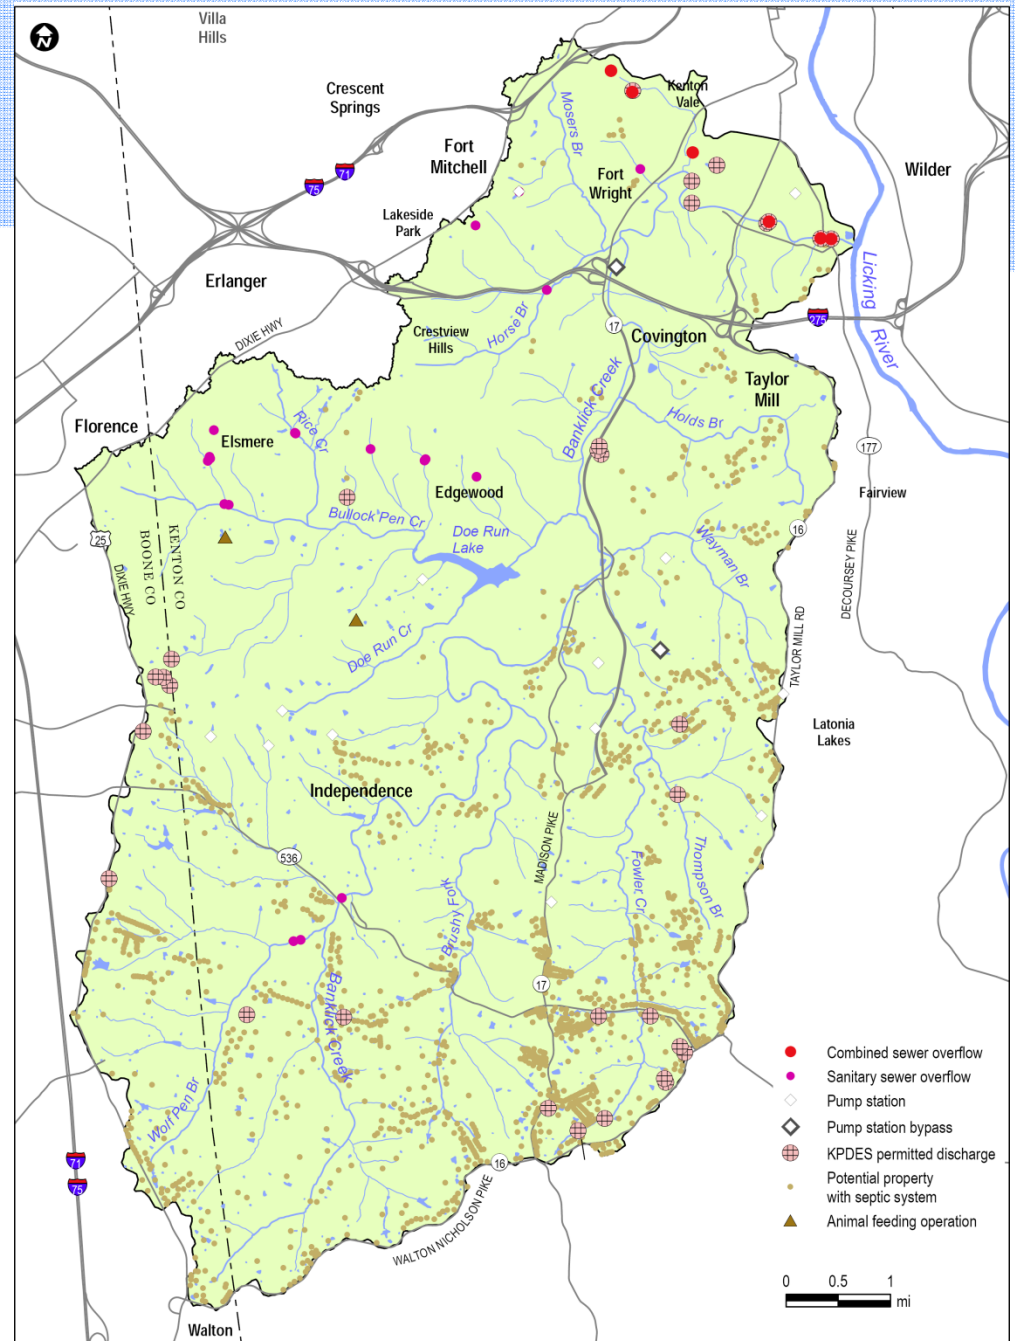 N
Villa
Hills
Crescent
Springs
Kenton
Vale
Mosers Br
Fort
Mitchell
Wilder
71
75
Fort
Wright
Lakeside
Park
Licking
River
Erlanger
275
Horse Br
17
Crestview
Hills
DIXIE HWY
Covington
Banklick Creek
Taylor
Mill
Holds Br
Florence
Rice Cr
Elsmere
177
Edgewood
Fairview
Bullock Pen Cr
Doe Run
Lake
16
25
KENTON CO
BOONE CO
DIXIE HWY
Wayman Br
DECOURSEY PIKE
Doe Run Cr
TAYLOR MILL RD
Latonia
Lakes
Independence
MADISON PIKE
536
Fowler Cr
Thompson Br
Brushy Fork
17
Banklick Creek
Wolf Pen Br
71
75
16
WALTON NICHOLSON PIKE
Walton
Combined sewer overflow
Sanitary sewer overflow
Pump station
Pump station bypass
KPDES permitted discharge
Potential property
with septic system
Animal feeding operation
0 0.5 1
mi